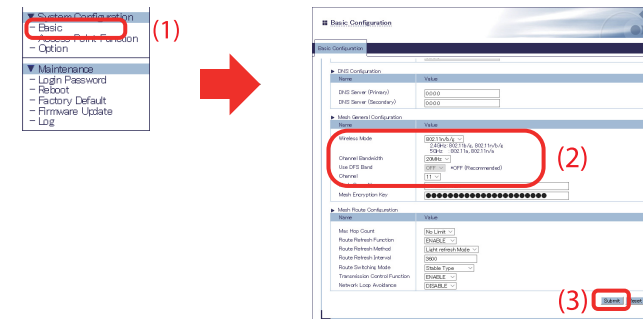 ▼ System Configuration
- Basic
- Access Point Function
- Option
(1)
▼ Maintenance
- Login Password
- Reboot
- Factory Default
- Firmware Update
- Log
Basic Configuration
Basic Configuration
► DNS Configuration
Name Value
DNS Server (Primary) 0.0.0.0
DNS Server (Secondary) 0.0.0.0
► Mesh General Configuration
Name Value
Wireless Mode 802.11n/b/g
2.4GHz: 802.11b/g, 802.11n/b/g
5GHz : 802.11a, 802.11n/a
Channel Bandwidth 20MHz
Use DFS Band OFF *OFF (Recommended)
Channel 11
(2)
Mesh Encryption Key ●●●●●●●●●●●●●●●●●●●●●●
► Mesh Route Configuration
Name Value
Max Hop Count No Limit
Route Refresh Function ENABLE
Route Refresh Method Light refresh Mode
Route Refresh Interval 3600
Route Switching Mode Stable Type
Transmission Control Function ENABLE
Network Loop Avoidance DISABLE
(3)
Submit Reset